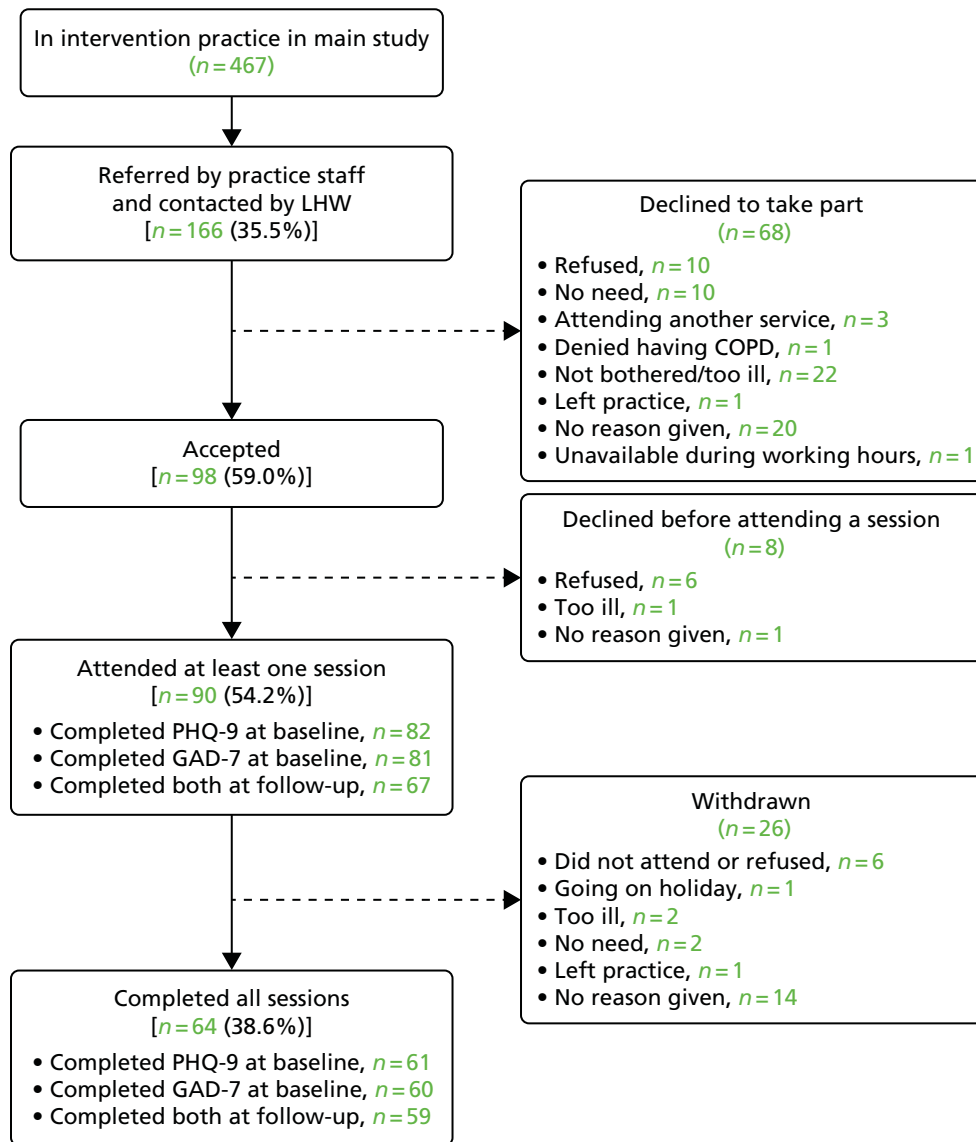 In intervention practice in main study
(n=467)
Referred by practice staff
and contacted by LHW
[n=166 (35.5%)]
Declined to take part
(n=68)
• Refused, n=10
• No need, n=10
• Attending another service, n=3
• Denied having COPD, n=1
• Not bothered/too ill, n=22
• Left practice, n=1
• No reason given, n=20
• Unavailable during working hours, n=1
Accepted
[n=98 (59.0%)]
Declined before attending a session
(n=8)
• Refused, n=6
• Too ill, n=1
• No reason given, n=1
Attended at least one session
[n=90 (54.2%)]
• Completed PHQ-9 at baseline, n=82
• Completed GAD-7 at baseline, n=81
• Completed both at follow-up, n=67
Withdrawn
(n=26)
• Did not attend or refused, n=6
• Going on holiday, n=1
• Too ill, n=2
• No need, n=2
• Left practice, n=1
• No reason given, n=14
Completed all sessions
[n=64 (38.6%)]
• Completed PHQ-9 at baseline, n=61
• Completed GAD-7 at baseline, n=60
• Completed both at follow-up, n=59